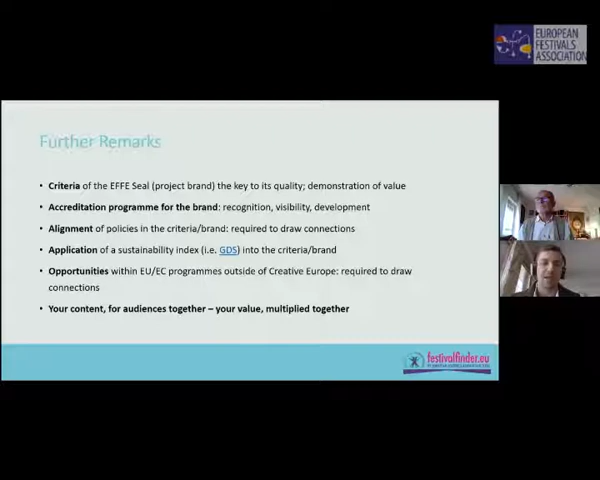 EUROPEAN
FESTIVALS
ASSOCIATION
Further Remarks
• Criteria of the EFFE Seal (project brand) the key to its quality; demonstration of value
• Accreditation programme for the brand: recognition, visibility, development
• Alignment of policies in the criteria/brand: required to draw connections
• Application of a sustainability index (i.e. GDS) into the criteria/brand
• Opportunities within EU/EC programmes outside of Creative Europe: required to draw
connections
• Your content, for audiences together – your value, multiplied together
festivalfinder.eu